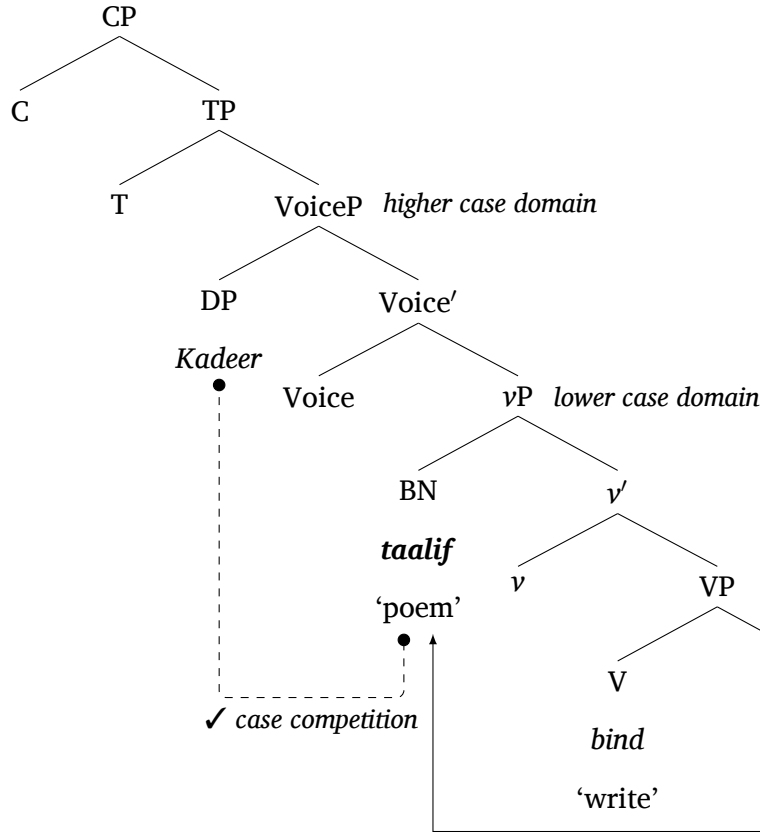 CP
C TP
T VoiceP higher case domain
DP Voice′
Kadeer Voice vP lower case domain
BN v′
taalif v VP
‘poem’ V
✓ case competition bind
‘write’